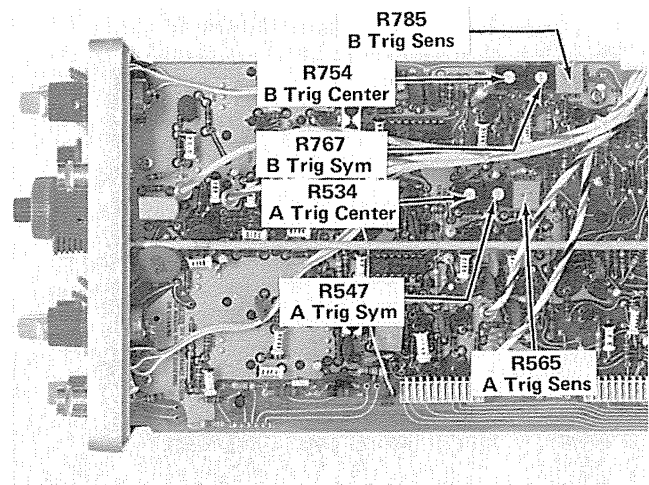 R785
B Trig Sens
R754
B Trig Center
R767
B Trig Sym
R534
A Trig Center
R547
A Trig Sym
R565
A Trig Sens